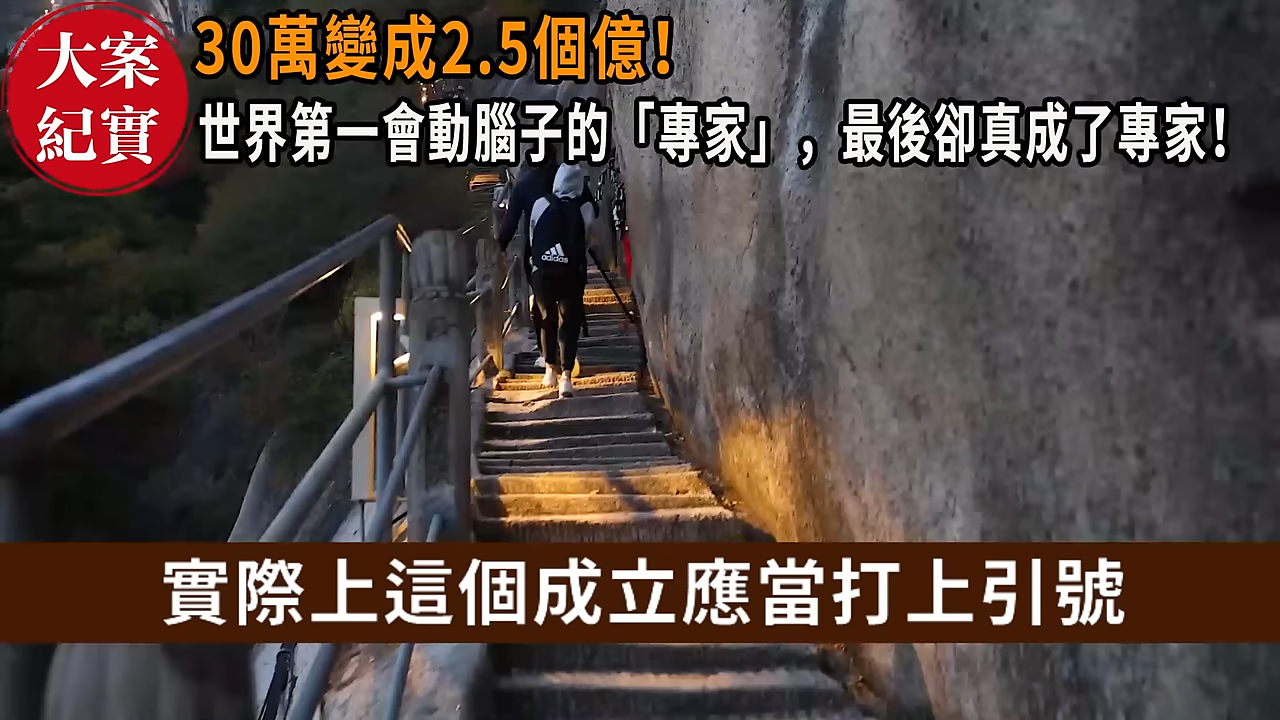 大案
紀實
30萬變成2.5個億！
世界第一會動腦子的「專家」，最後卻真成了專家！
adidas
實際上這個成立應當打上引號